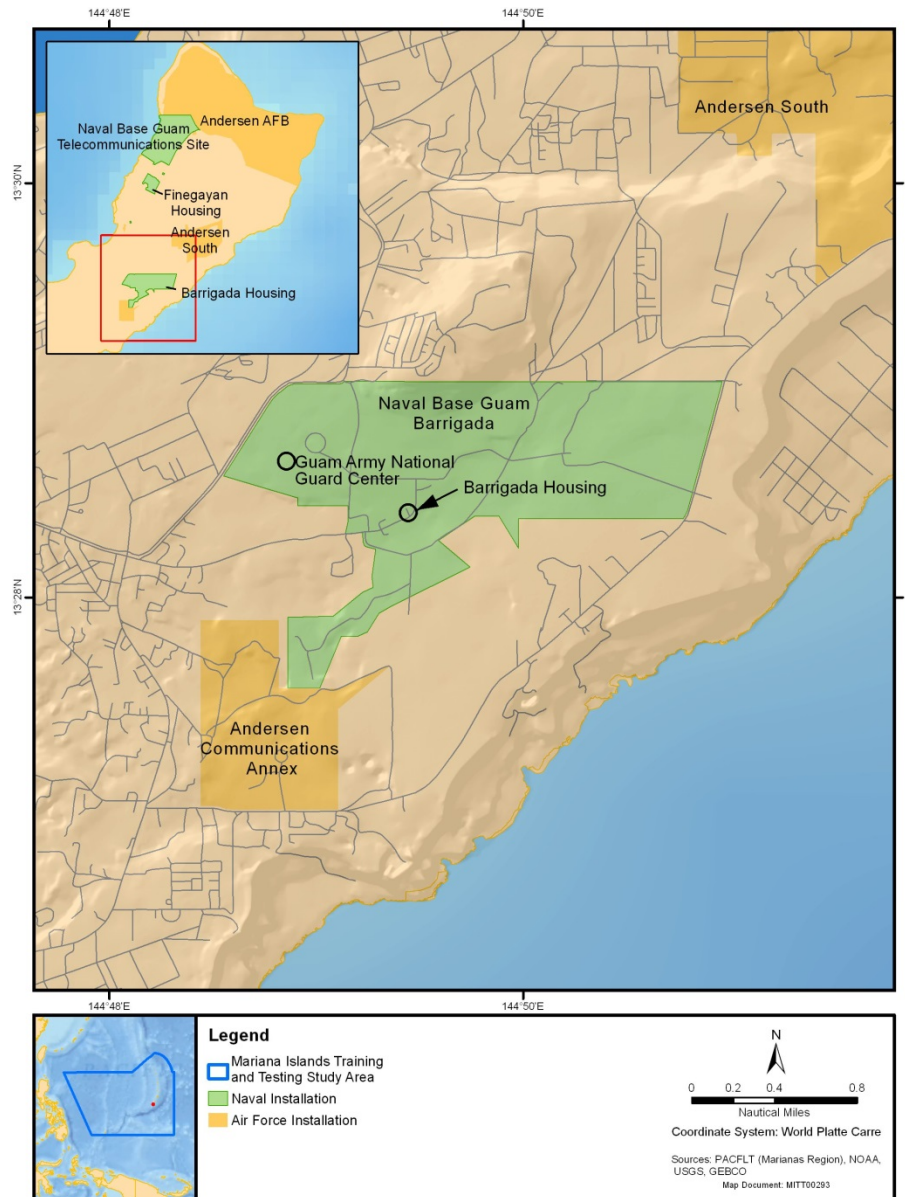 144°48'E
144°50'E
Andersen South
Andersen AFB
Naval Base Guam
Telecommunications Site
Finegayan
Housing
Andersen
South
Barrigada Housing
13°30'N
Naval Base Guam
Barrigada
Guam Army National
Guard Center
Barrigada Housing
13°28'N
Andersen
Communications
Annex
144°48'E
144°50'E
Legend
Mariana Islands Training
and Testing Study Area
Naval Installation
Air Force Installation
N
0 0.2 0.4 0.8
Nautical Miles
Coordinate System: World Platte Carre
Sources: PACFLT (Marianas Region), NOAA,
USGS, GEBCO
Map Document: MITT00293